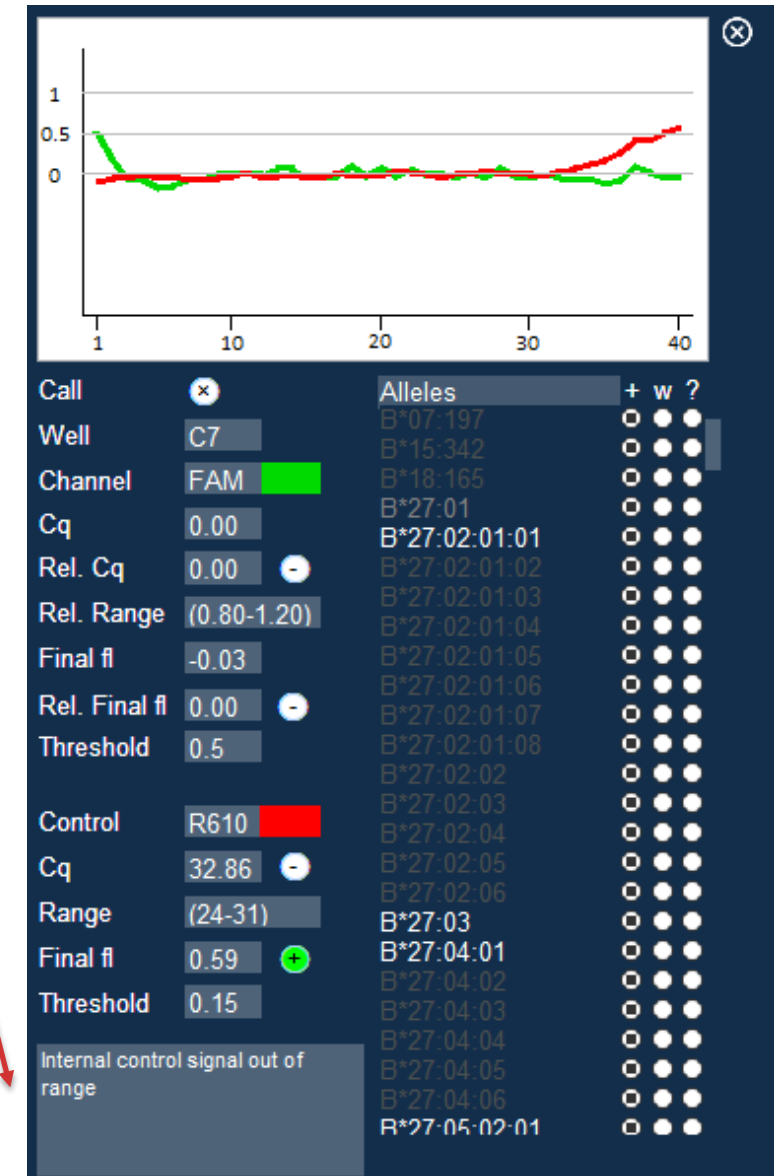 1
0.5
0
1 10 20 30 40
Call
Well C7
Channel FAM
Cq 0.00
Rel. Cq 0.00 -
Rel. Range (0.80-1.20)
Final fl -0.03
Rel. Final fl 0.00 -
Threshold 0.5
Control R610
Cq 32.86 -
Range (24-31)
Final fl 0.59 +
Threshold 0.15
Internal control signal out of
range
Alleles + w ?
B*07:197
B*15:342
B*18:165
B*27:01
B*27:02:01:01
B*27:02:01:02
B*27:02:01:03
B*27:02:01:04
B*27:02:01:05
B*27:02:01:06
B*27:02:01:07
B*27:02:01:08
B*27:02:02
B*27:02:03
B*27:02:04
B*27:02:05
B*27:02:06
B*27:03
B*27:04:01
B*27:04:02
B*27:04:03
B*27:04:04
B*27:04:05
B*27:04:06
B*27:05:02:01